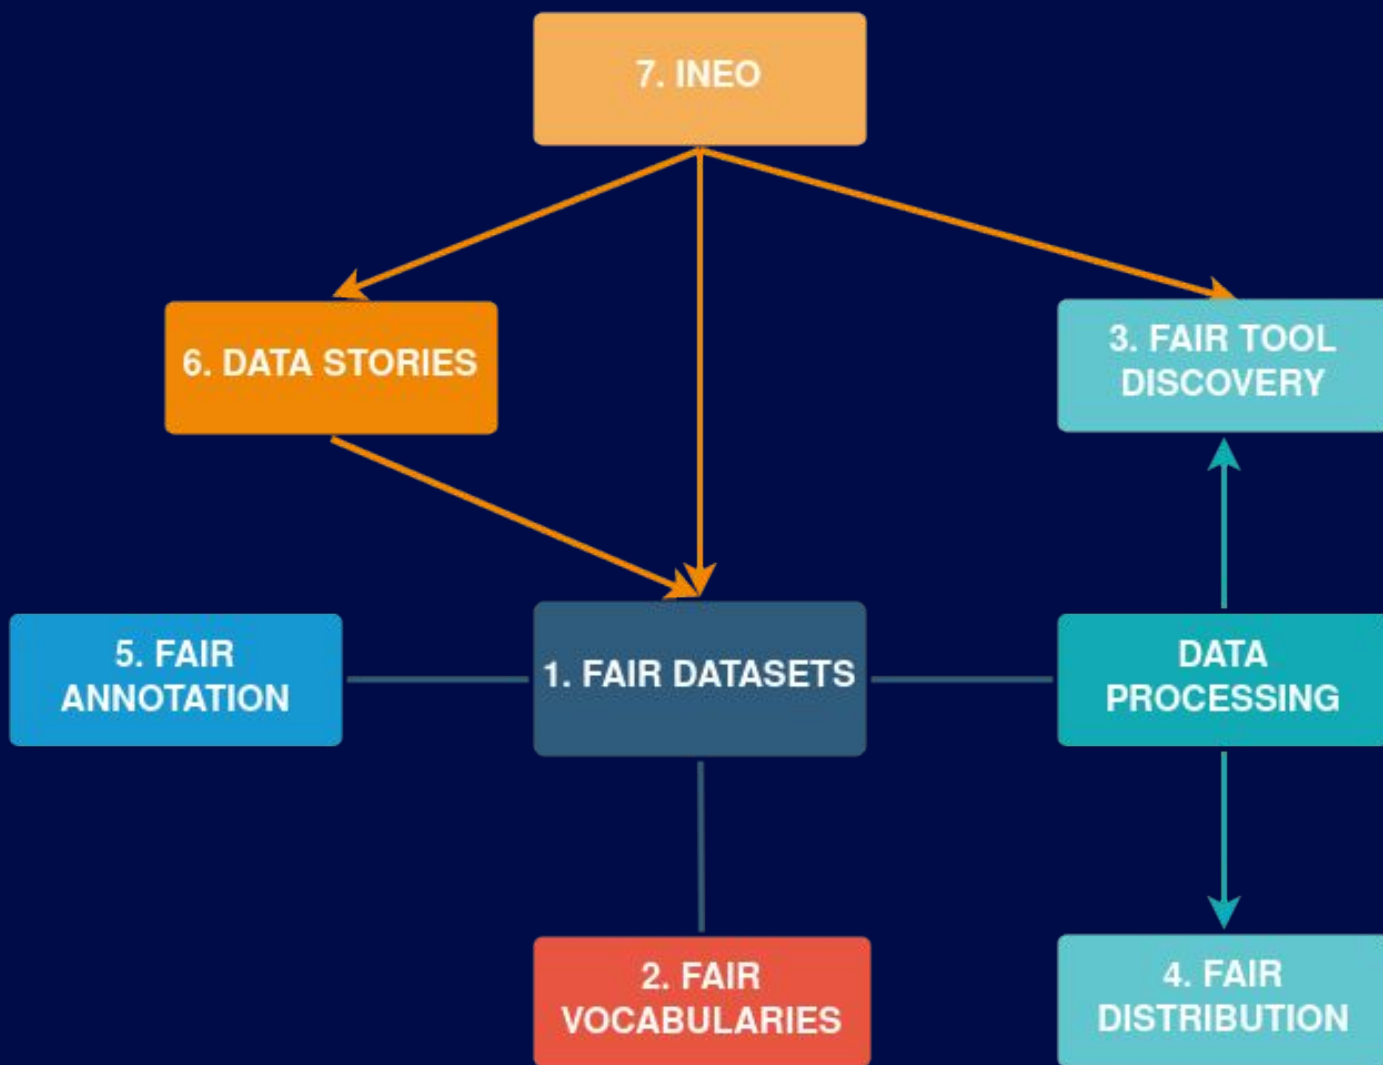 7. INEO
6. DATA STORIES
3. FAIR TOOL
DISCOVERY
5. FAIR
ANNOTATION
1. FAIR DATASETS
DATA
PROCESSING
2. FAIR
VOCABULARIES
4. FAIR
DISTRIBUTION